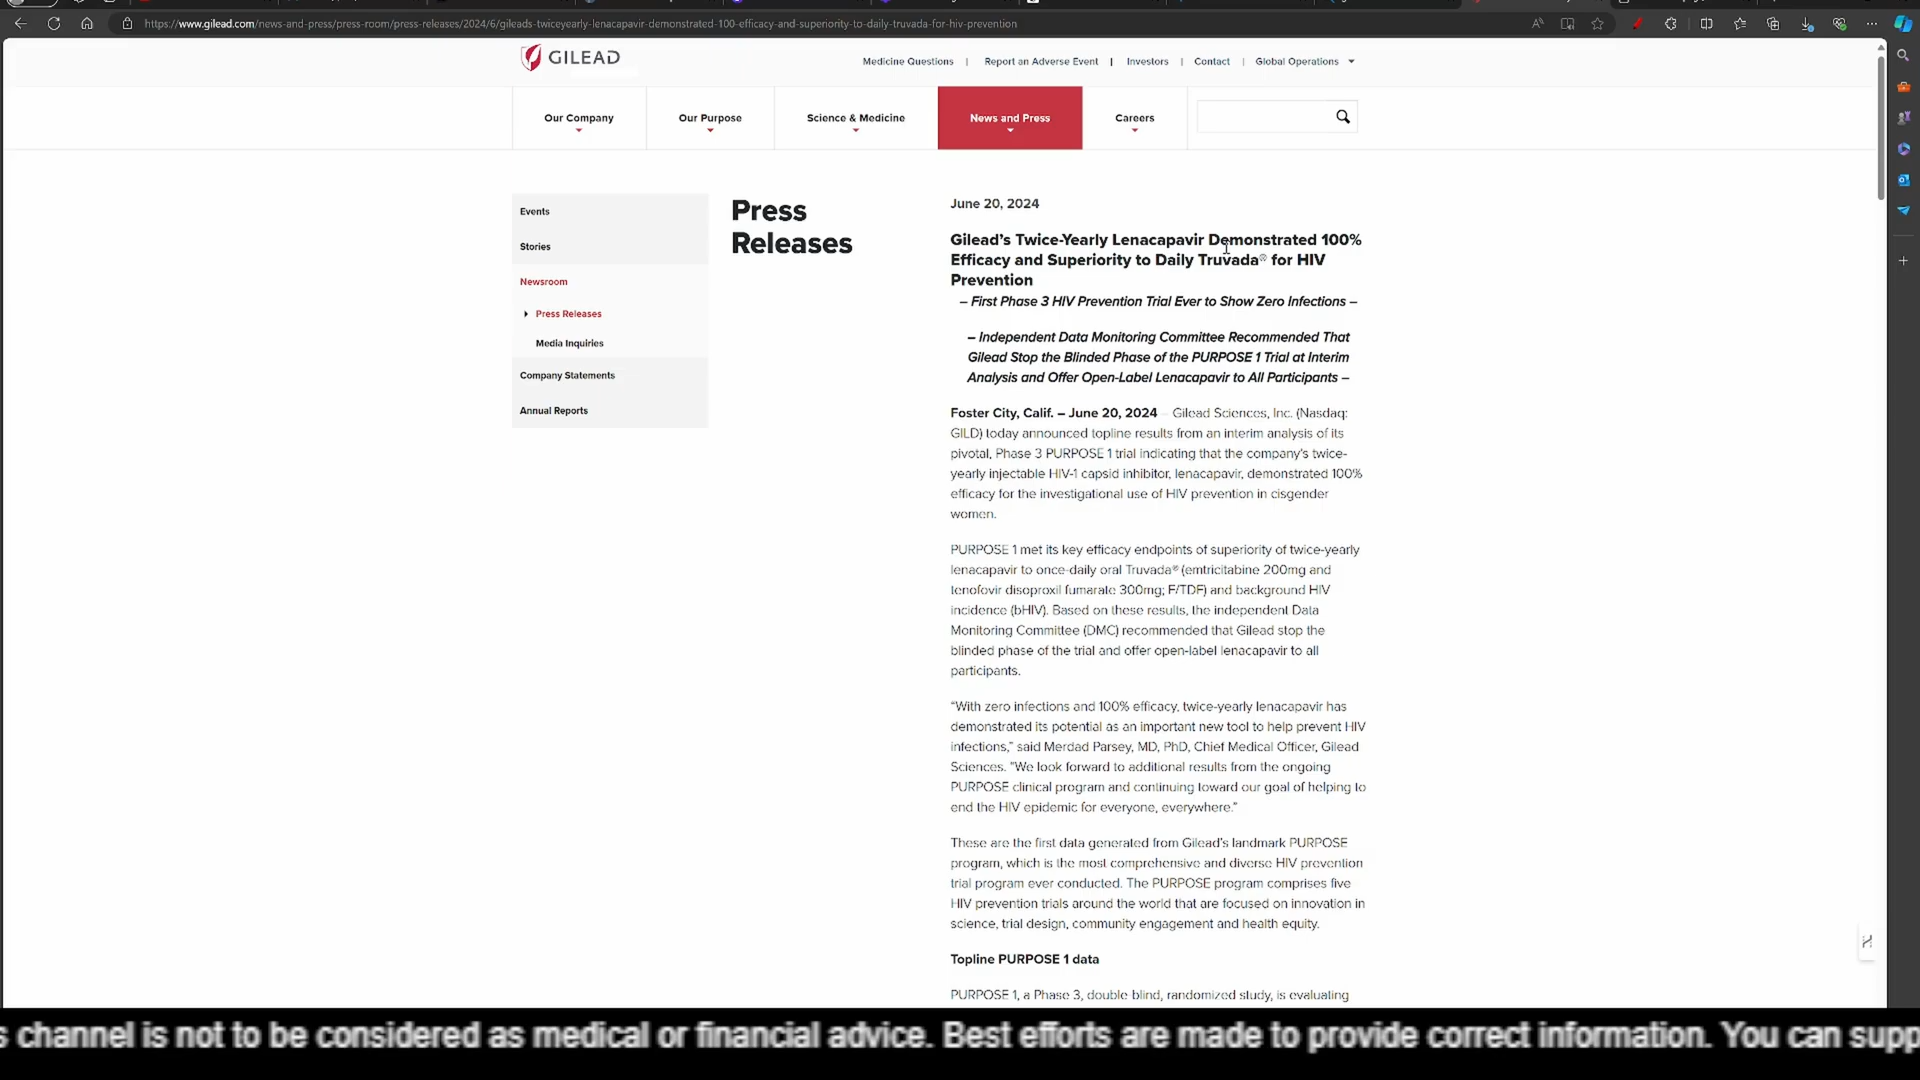 https://www.gilead.com/news-and-press/press-room/press-releases/2024/6/gileads-twiceyearly-lenacapavir-demonstrated-100-efficacy-and-superiority-to-daily-truvada-for-hiv-prevention
GILEAD
Medicine Questions | Report an Adverse Event | Investors | Contact | Global Operations
Our Company
Our Purpose
Science & Medicine
News and Press
Careers
Events
Stories
Newsroom
Press Releases
Media Inquiries
Company Statements
Annual Reports
Press
Releases
June 20, 2024
Gilead’s Twice-Yearly Lenacapavir Demonstrated 100%
Efficacy and Superiority to Daily Truvada® for HIV
Prevention
– First Phase 3 HIV Prevention Trial Ever to Show Zero Infections –
– Independent Data Monitoring Committee Recommended That
Gilead Stop the Blinded Phase of the PURPOSE 1 Trial at Interim
Analysis and Offer Open-Label Lenacapavir to All Participants –
Foster City, Calif. – June 20, 2024 – Gilead Sciences, Inc. (Nasdaq:
GILD) today announced topline results from an interim analysis of its
pivotal, Phase 3 PURPOSE 1 trial indicating that the company’s twice-
yearly injectable HIV-1 capsid inhibitor, lenacapavir, demonstrated 100%
efficacy for the investigational use of HIV prevention in cisgender
women.
PURPOSE 1 met its key efficacy endpoints of superiority of twice-yearly
lenacapavir to once-daily oral Truvada® (emtricitabine 200mg and
tenofovir disoproxil fumarate 300mg; F/TDF) and background HIV
incidence (bHIV). Based on these results, the independent Data
Monitoring Committee (DMC) recommended that Gilead stop the
blinded phase of the trial and offer open-label lenacapavir to all
participants.
“With zero infections and 100% efficacy, twice-yearly lenacapavir has
demonstrated its potential as an important new tool to help prevent HIV
infections,” said Merdad Parsey, MD, PhD, Chief Medical Officer, Gilead
Sciences. “We look forward to additional results from the ongoing
PURPOSE clinical program and continuing toward our goal of helping to
end the HIV epidemic for everyone, everywhere.”
These are the first data generated from Gilead’s landmark PURPOSE
program, which is the most comprehensive and diverse HIV prevention
trial program ever conducted. The PURPOSE program comprises five
HIV prevention trials around the world that are focused on innovation in
science, trial design, community engagement and health equity.
Topline PURPOSE 1 data
PURPOSE 1, a Phase 3, double blind, randomized study, is evaluating
s channel is not to be considered as medical or financial advice. Best efforts are made to provide correct information. You can supp